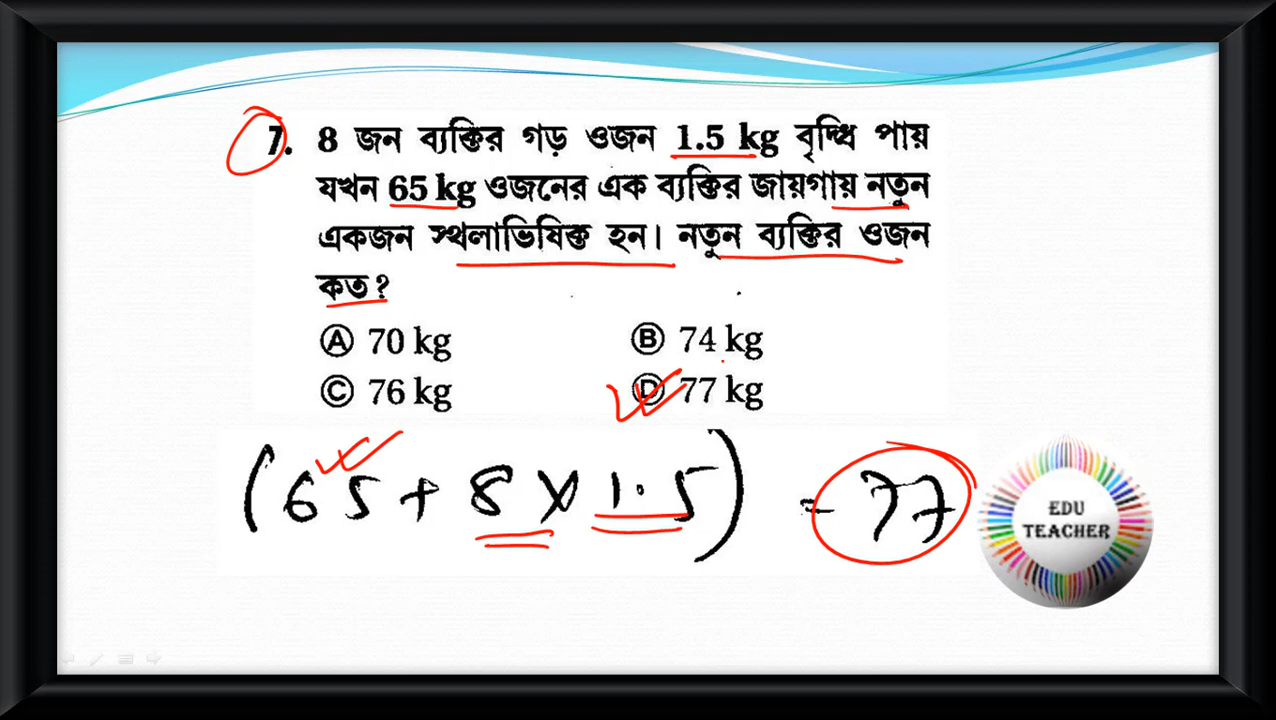 7. 8 জন ব্যক্তির গড় ওজন 1.5 kg বৃদ্ধি পায়
যখন 65 kg ওজনের এক ব্যক্তির জায়গায় নতুন
একজন স্থলাভিষিক্ত হন। নতুন ব্যক্তির ওজন
কত?
Ⓐ 70 kg Ⓑ 74 kg
Ⓒ 76 kg Ⓓ 77 kg
(65+8×1.5) = 77
EDU
TEACHER